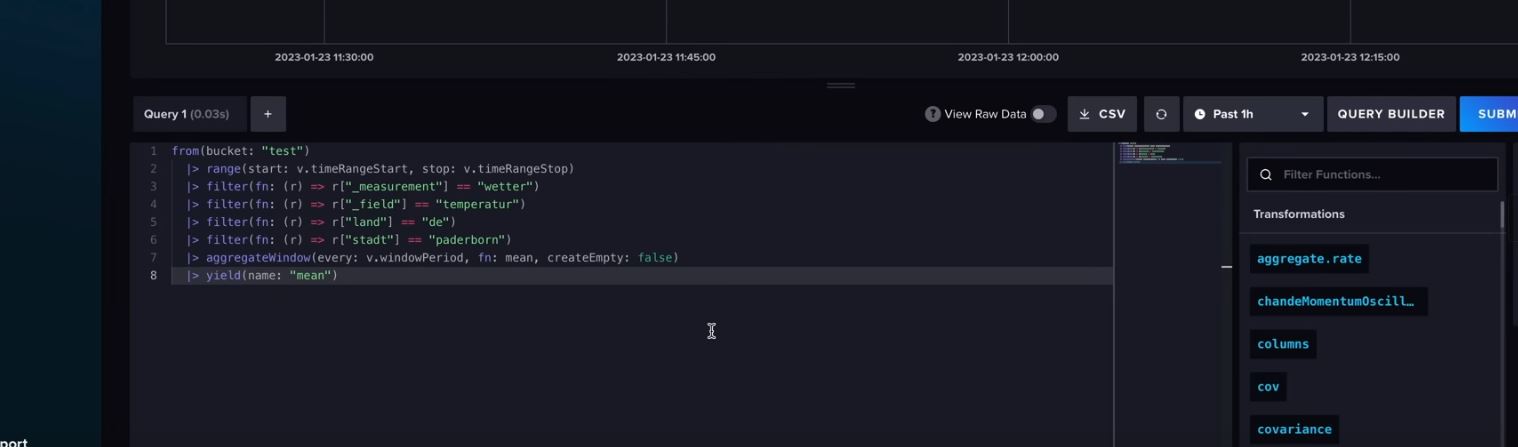 2023-01-23 11:30:00 2023-01-23 11:45:00 2023-01-23 12:00:00 2023-01-23 12:15:00
Query 1 (0.03s) + ? View Raw Data CSV Past 1h QUERY BUILDER SUBM
1 from(bucket: "test")
2 |> range(start: v.timeRangeStart, stop: v.timeRangeStop)
3 |> filter(fn: (r) => r["_measurement"] == "wetter")
4 |> filter(fn: (r) => r["_field"] == "temperatur")
5 |> filter(fn: (r) => r["land"] == "de")
6 |> filter(fn: (r) => r["stadt"] == "paderborn")
7 |> aggregateWindow(every: v.windowPeriod, fn: mean, createEmpty: false)
8 |> yield(name: "mean")
Filter Functions...
Transformations
aggregate.rate
chandeMomentumOscill…
columns
cov
covariance
port